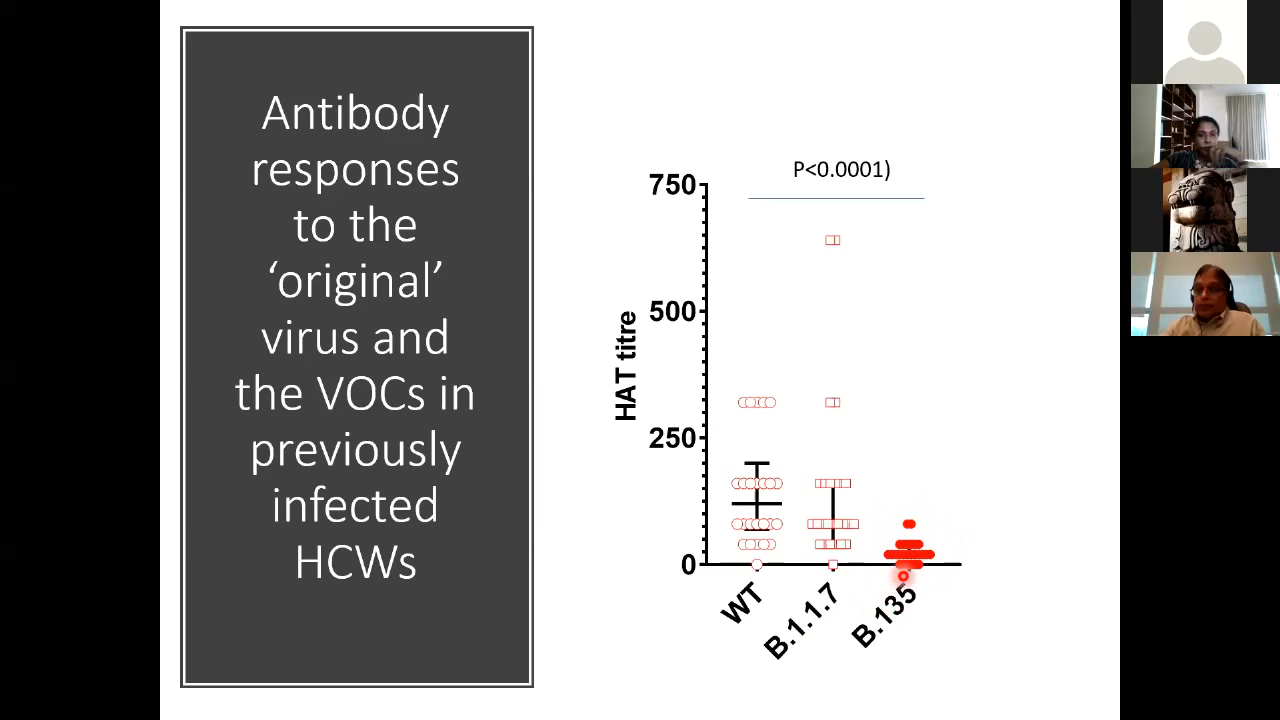 Antibody
responses
to the
‘original’
virus and
the VOCs in
previously
infected
HCWs
P<0.0001)
750
500
250
0
HAT titre
WT
B.1.1.7
B.135